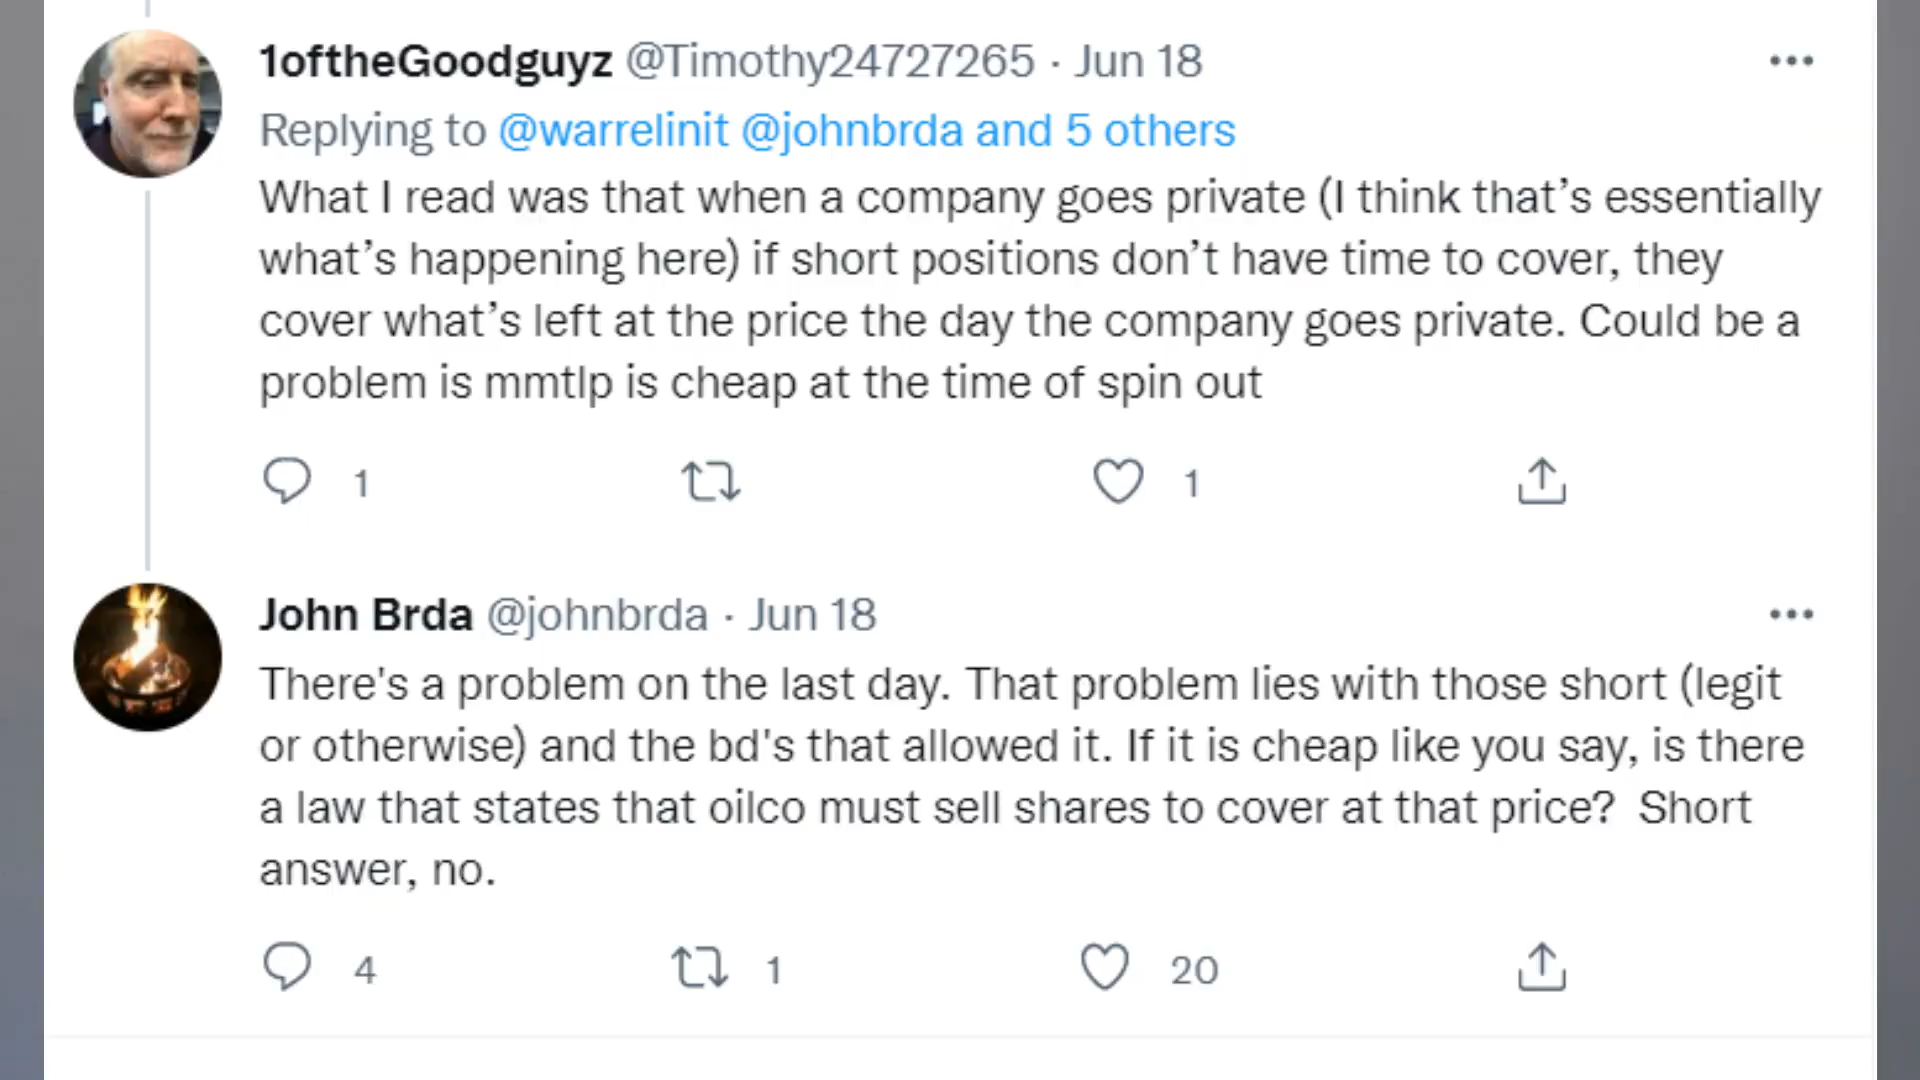 1oftheGoodguyz @Timothy24727265 · Jun 18
Replying to @warrelinit @johnbrda and 5 others
What I read was that when a company goes private (I think that’s essentially
what’s happening here) if short positions don’t have time to cover, they
cover what’s left at the price the day the company goes private. Could be a
problem is mmtlp is cheap at the time of spin out
1 1
John Brda @johnbrda · Jun 18
There's a problem on the last day. That problem lies with those short (legit
or otherwise) and the bd's that allowed it. If it is cheap like you say, is there
a law that states that oilco must sell shares to cover at that price?  Short
answer, no.
4 1 20